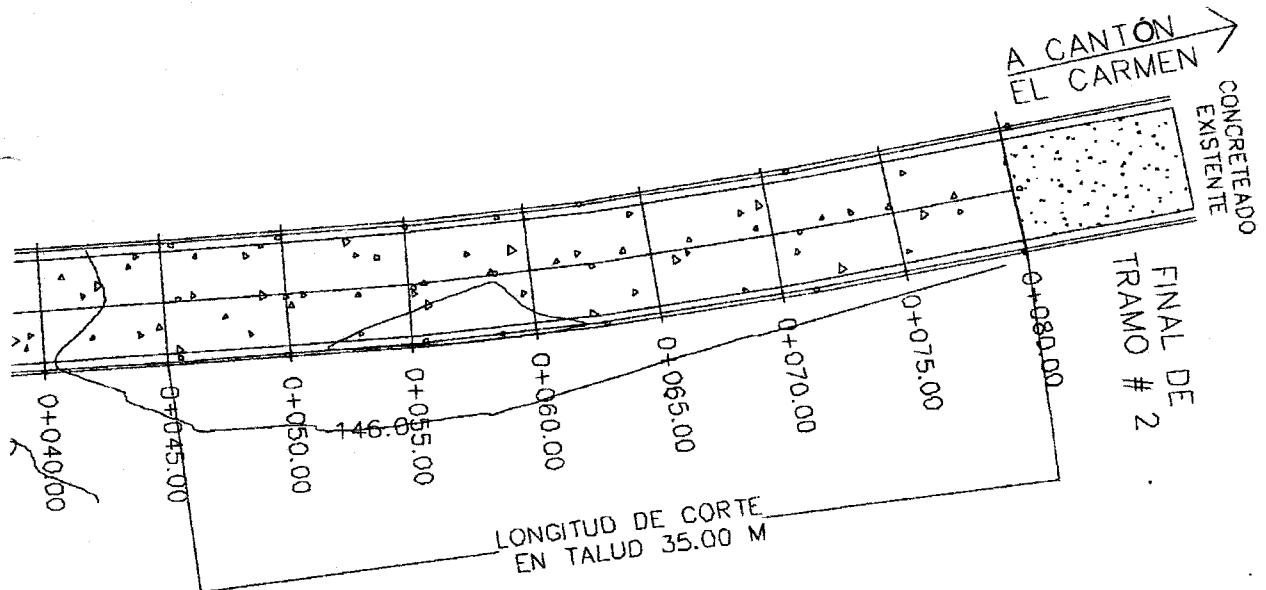 A CANTÓN
EL CARMEN
CONCRETEADO
EXISTENTE
FINAL DE
TRAMO # 2
0+040.00
0+045.00
0+050.00
146.0
0+055.00
0+060.00
0+065.00
0+070.00
0+075.00
0+080.00
LONGITUD DE CORTE
EN TALUD 35.00 M